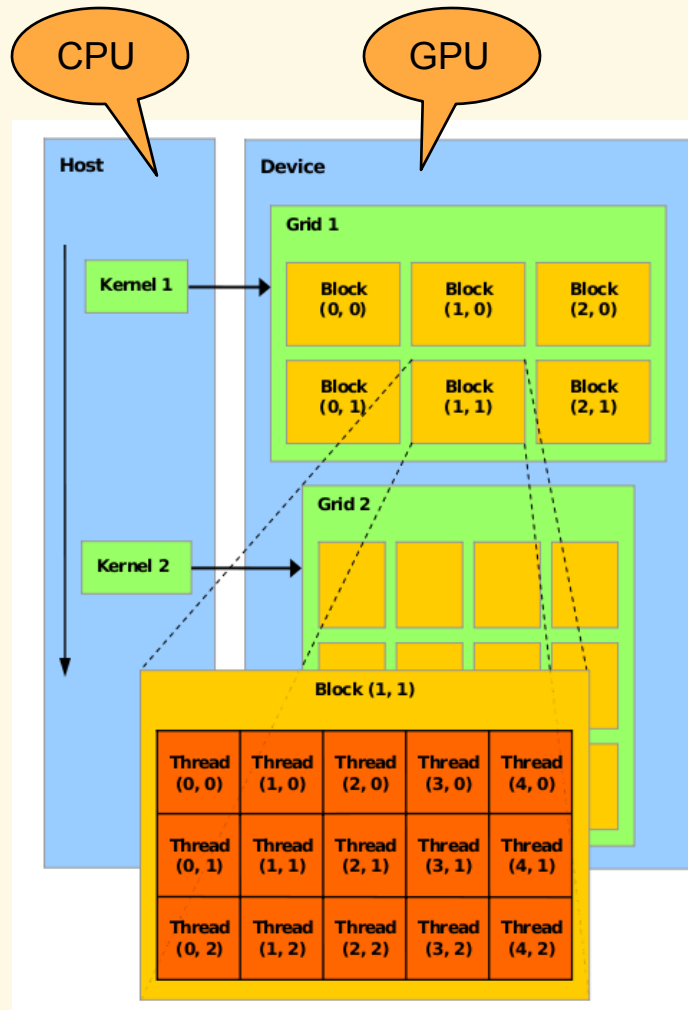 CPU
GPU
Host
Device
Grid 1
Kernel 1
Block
(0, 0)
Block
(1, 0)
Block
(2, 0)
Block
(0, 1)
Block
(1, 1)
Block
(2, 1)
Grid 2
Kernel 2
Block (1, 1)
Thread
(0, 0)
Thread
(1, 0)
Thread
(2, 0)
Thread
(3, 0)
Thread
(4, 0)
Thread
(0, 1)
Thread
(1, 1)
Thread
(2, 1)
Thread
(3, 1)
Thread
(4, 1)
Thread
(0, 2)
Thread
(1, 2)
Thread
(2, 2)
Thread
(3, 2)
Thread
(4, 2)